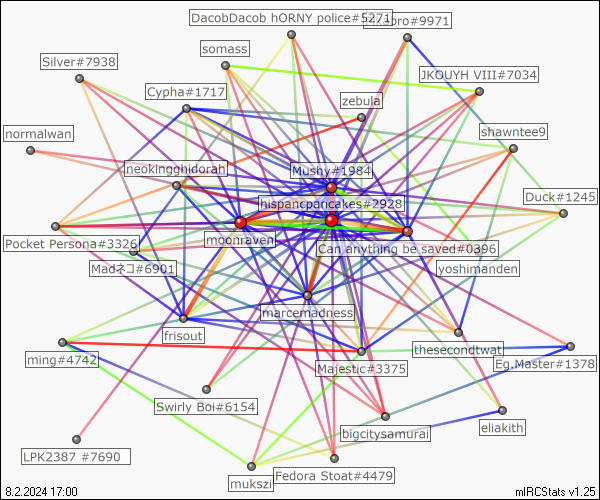 DacobDacob hORNY police#5271
bro#9971
somass
Silver#7938
JKOUYH VIII#7034
Cypha#1717
zebula
normalwan
shawntee9
neokingghidorah
Mushy#1984
Duck#1245
hispancpancakes#2928
Pocket Persona#3326
moonraven
Can anything be saved#0396
Madネコ#6901
yoshimanden
marcemadness
frisout
thesecondtwat
ming#4742
Majestic#3375
Eg.Master#1378
Swirly Boi#6154
bigcitysamurai
eliakith
LPK2387 #7690
Fedora Stoat#4479
mukszi
8.2.2024 17:00
mIRCStats v1.25